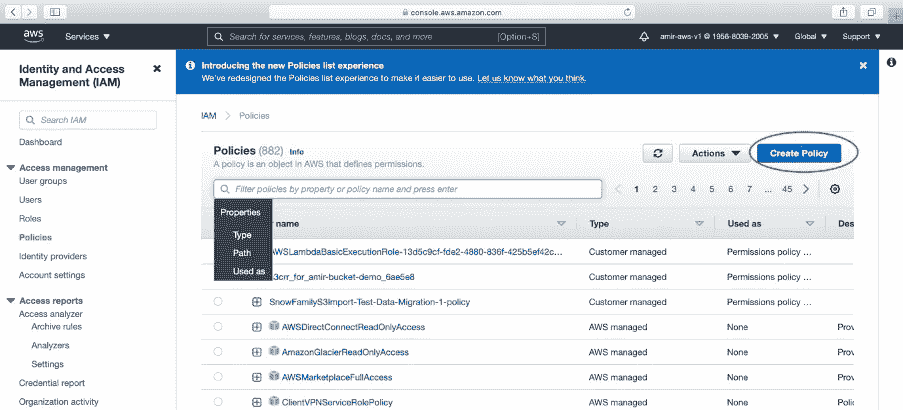 console.aws.amazon.com
aws
Services
Search for services, features, blogs, docs, and more
[Option+S]
amir-aws-v1 @ 1956-8039-2005
Global
Support
Identity and Access
Management (IAM)
Search IAM
Dashboard
Access management
User groups
Users
Roles
Policies
Identity providers
Account settings
Access reports
Access analyzer
Archive rules
Analyzers
Settings
Credential report
Organization activity
Introducing the new Policies list experience
We've redesigned the Policies list experience to make it easier to use. Let us know what you think.
IAM > Policies
Policies (882) Info
A policy is an object in AWS that defines permissions.
Actions
Create Policy
Filter policies by property or policy name and press enter
1 2 3 4 5 6 7 ... 45
Properties
Type
Path
Used as
name Type Used as Des
AWSLambdaBasicExecutionRole-13d5c9cf-fde2-4880-836f-425b5ef42c... Customer managed Permissions policy ...
3crr_for_amir-bucket-demo_6ae5e8 Customer managed Permissions policy ...
SnowFamilyS3Import-Test-Data-Migration-1-policy Customer managed Permissions policy ...
AWSDirectConnectReadOnlyAccess AWS managed None Prov
AmazonGlacierReadOnlyAccess AWS managed None Prov
AWSMarketplaceFullAccess AWS managed None Prov
ClientVPNServiceRolePolicy AWS managed None Polic